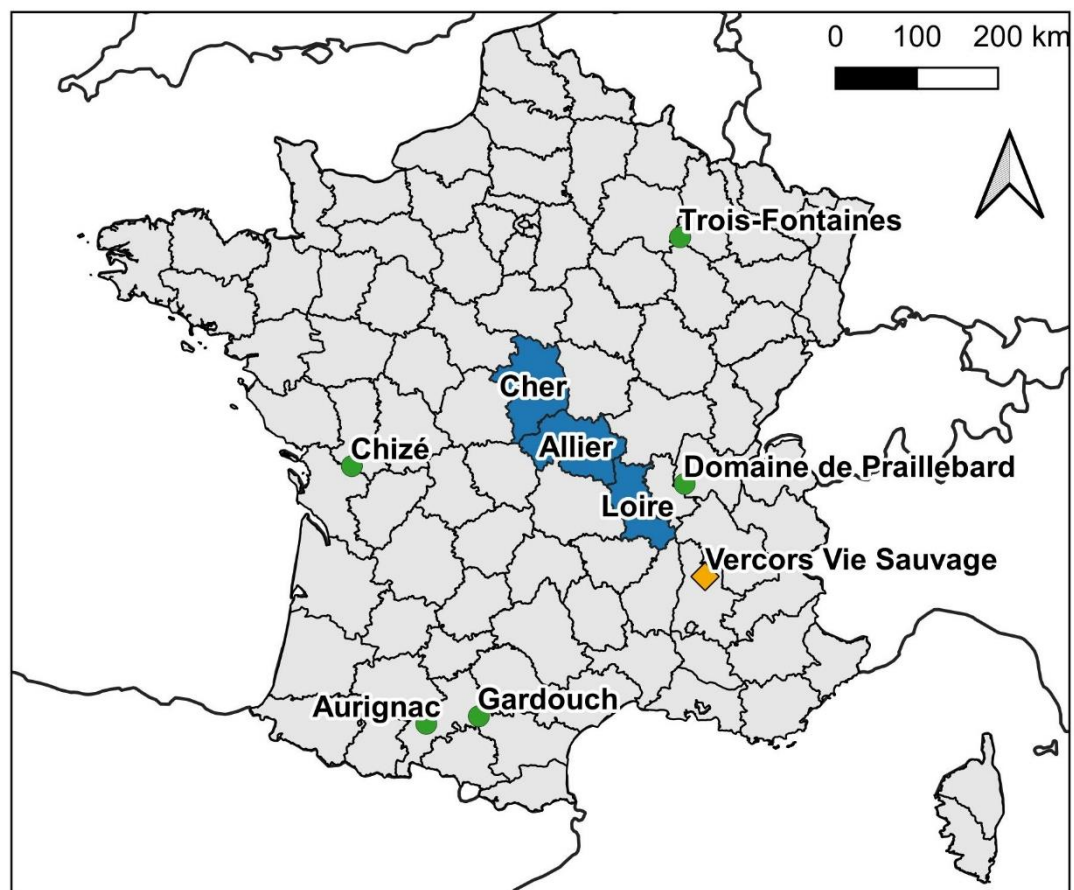 0 100 200 km
Trois-Fontaines
Cher
Allier
Chizé
Domaine de Praillebard
Loire
Vercors Vie Sauvage
Aurignac
Gardouch